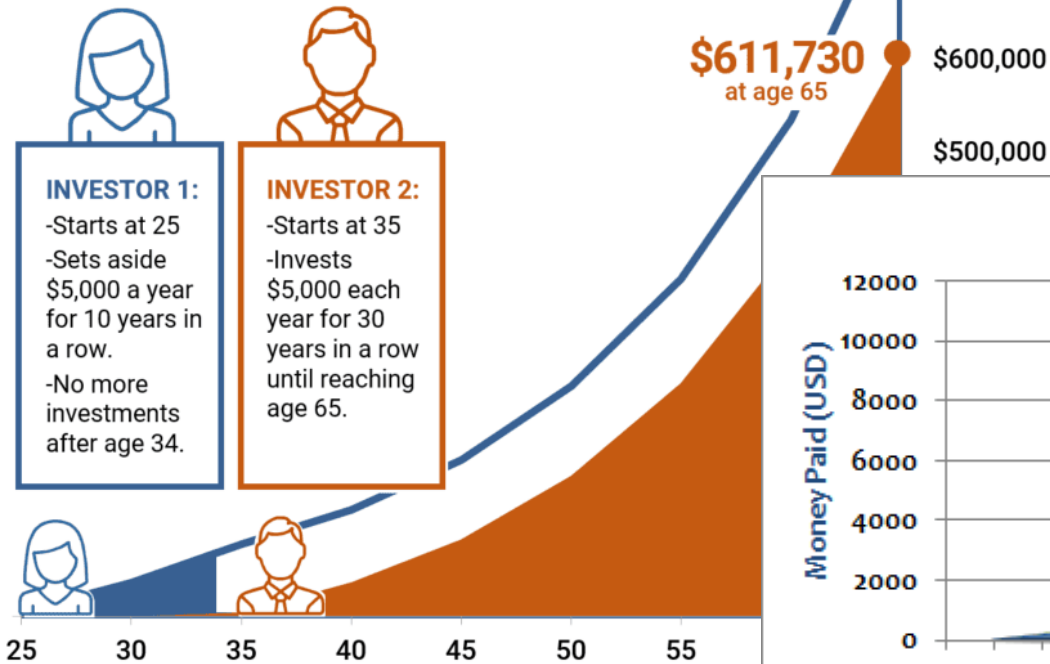 $611,730
at age 65
$600,000
$500,000
INVESTOR 1:
-Starts at 25
-Sets aside
$5,000 a year
for 10 years in
a row.
-No more
investments
after age 34.
INVESTOR 2:
-Starts at 35
-Invests
$5,000 each
year for 30
years in a row
until reaching
age 65.
Money Paid (USD)
12000
10000
8000
6000
4000
2000
0
25 30 35 40 45 50 55